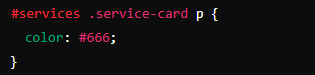 #services .service-card p {
  color: #666;
}